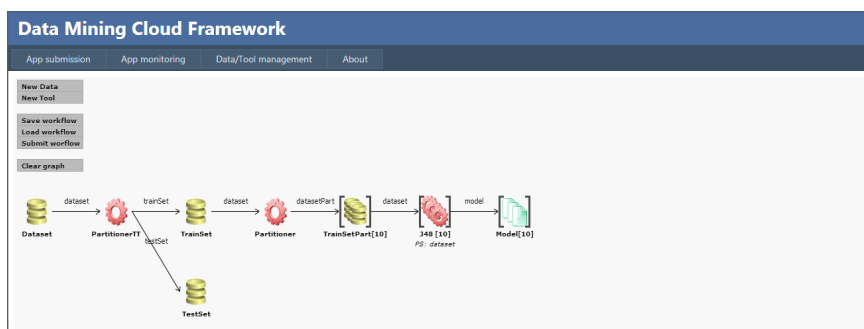 Data Mining Cloud Framework
App submission App monitoring Data/Tool management About
New Data
New Tool
Save workflow
Load workflow
Submit worflow
Clear graph
dataset trainSet dataset datasetPart dataset model
Dataset PartitionerTT TrainSet Partitioner TrainSetPart[10] J48 [10] Model[10]
testSet PS: dataset
TestSet